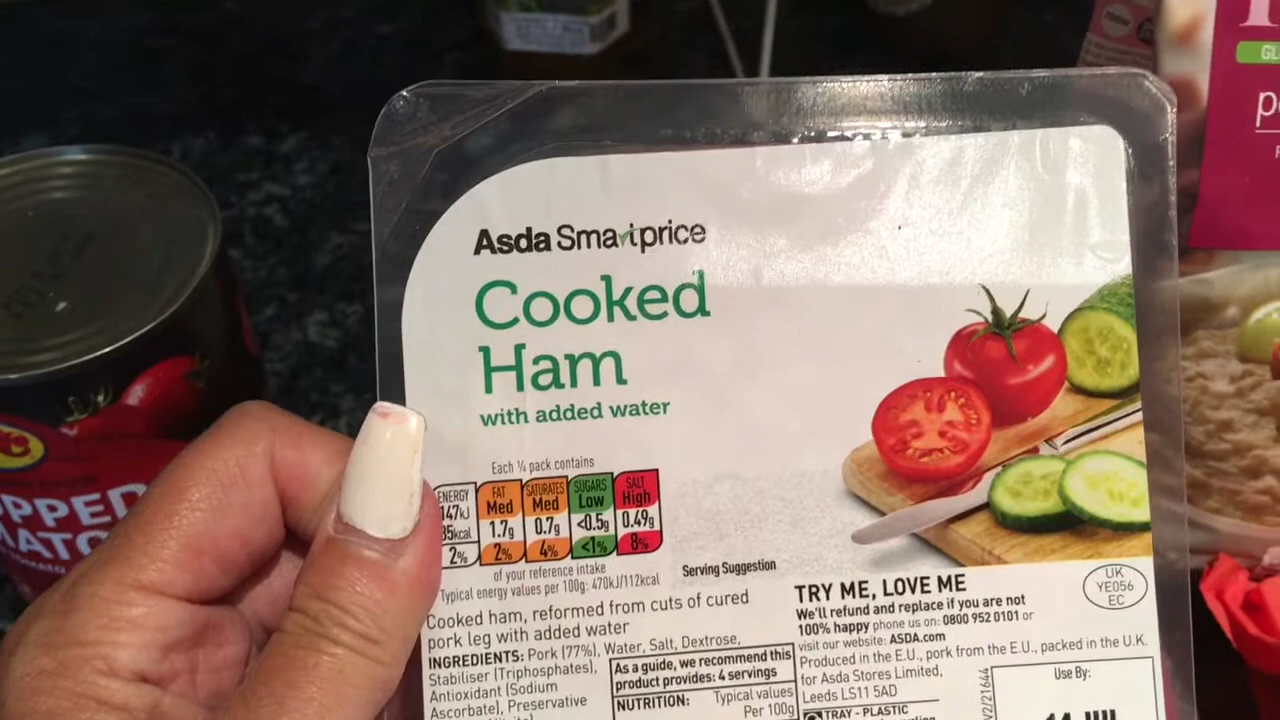 Asda Smartprice
Cooked
Ham
with added water
Each ¼ pack contains
ENERGY FAT SATURATES SUGARS SALT
147kJ Med Med Low High
35kcal 1.7g 0.7g <0.5g 0.49g
2% 2% 4% <1% 8%
of your reference intake
Typical energy values per 100g: 470kJ/112kcal
Serving Suggestion
Cooked ham, reformed from cuts of cured
pork leg with added water
INGREDIENTS: Pork (77%), Water, Salt, Dextrose,
Stabiliser (Triphosphates),
Antioxidant (Sodium
Ascorbate), Preservative
As a guide, we recommend this
product provides: 4 servings
NUTRITION: Typical values
Per 100g
TRY ME, LOVE ME
We'll refund and replace if you are not
100% happy phone us on: 0800 952 0101 or
visit our website: ASDA.com
Produced in the E.U., pork from the E.U., packed in the U.K.
for Asda Stores Limited,
Leeds LS11 5AD
TRAY - PLASTIC
UK
YE056
EC
V2/21644
Use By:
OPPED
GL